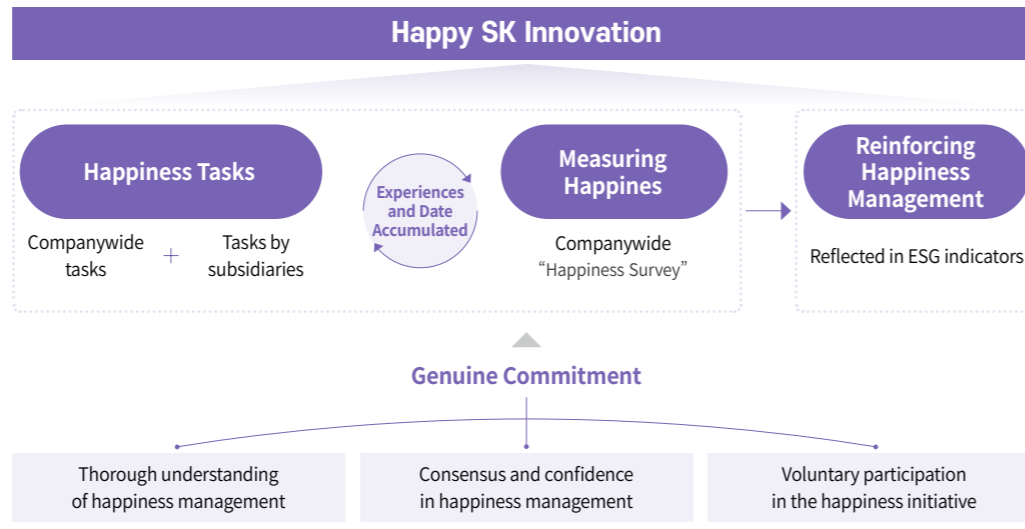 Happy SK Innovation
Happiness Tasks
Companywide
tasks
+
Tasks by
subsidiaries
Experiences
and Date
Accumulated
Measuring
Happines
Companywide
“Happiness Survey”
Reinforcing
Happiness
Management
Reflected in ESG indicators
Genuine Commitment
Thorough understanding
of happiness management
Consensus and confidence
in happiness management
Voluntary participation
in the happiness initiative